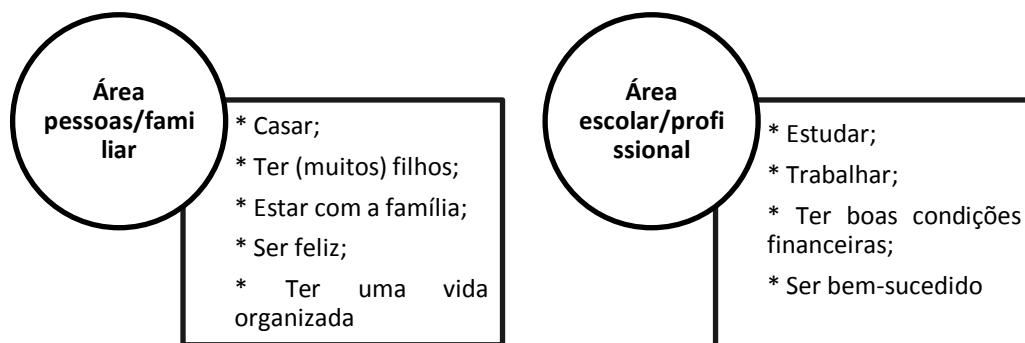 Área
pessoas/fami
liar
* Casar;
* Ter (muitos) filhos;
* Estar com a família;
* Ser feliz;
* Ter uma vida
organizada
Área
escolar/profi
ssional
* Estudar;
* Trabalhar;
* Ter boas condições
financeiras;
* Ser bem-sucedido